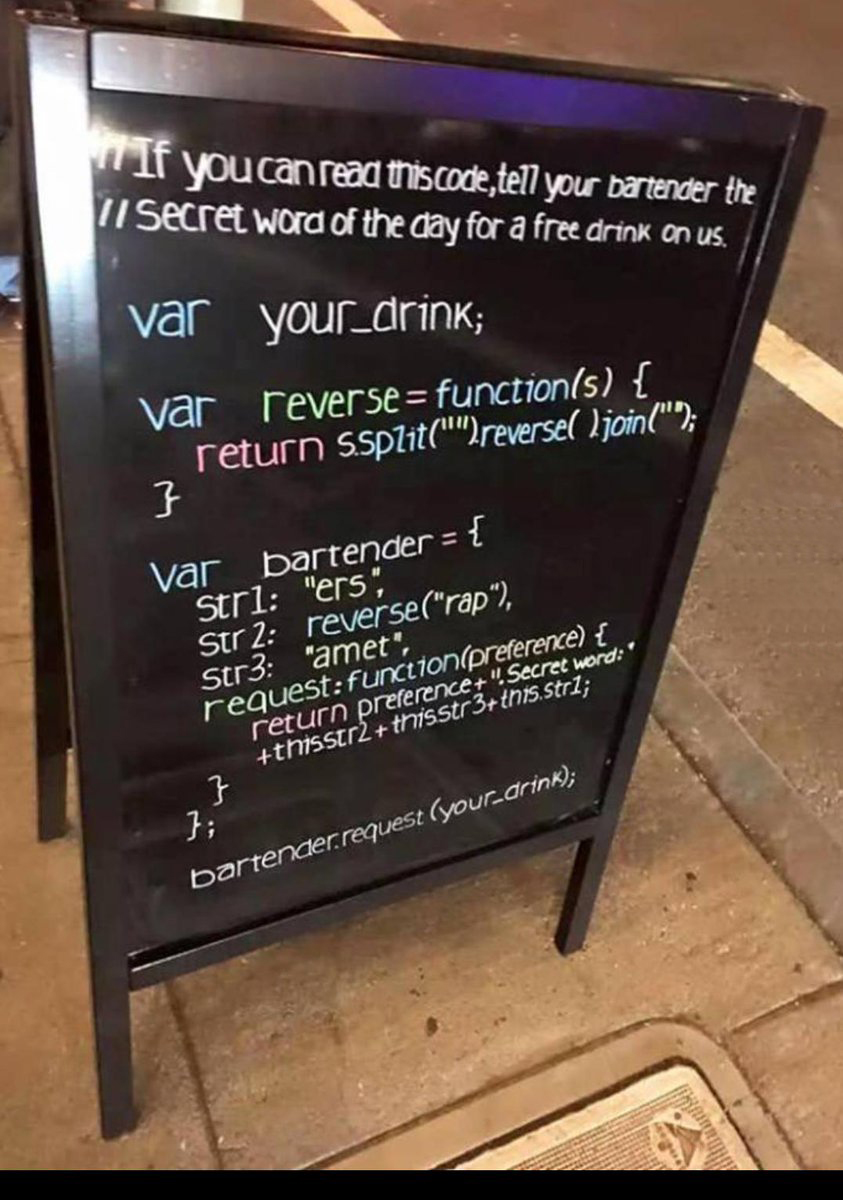 // If you can read this code, tell your bartender the
// Secret word of the day for a free drink on us.
var your_drink;
var reverse = function(s) {
return s.split("").reverse( ).join("");
}
var bartender = {
str1: "ers",
str2: reverse("rap"),
str3: "amet",
request: function(preference) {
return preference+". Secret word: "
+this.str2+this.str3+this.str1;
}
};
bartender.request (your_drink);